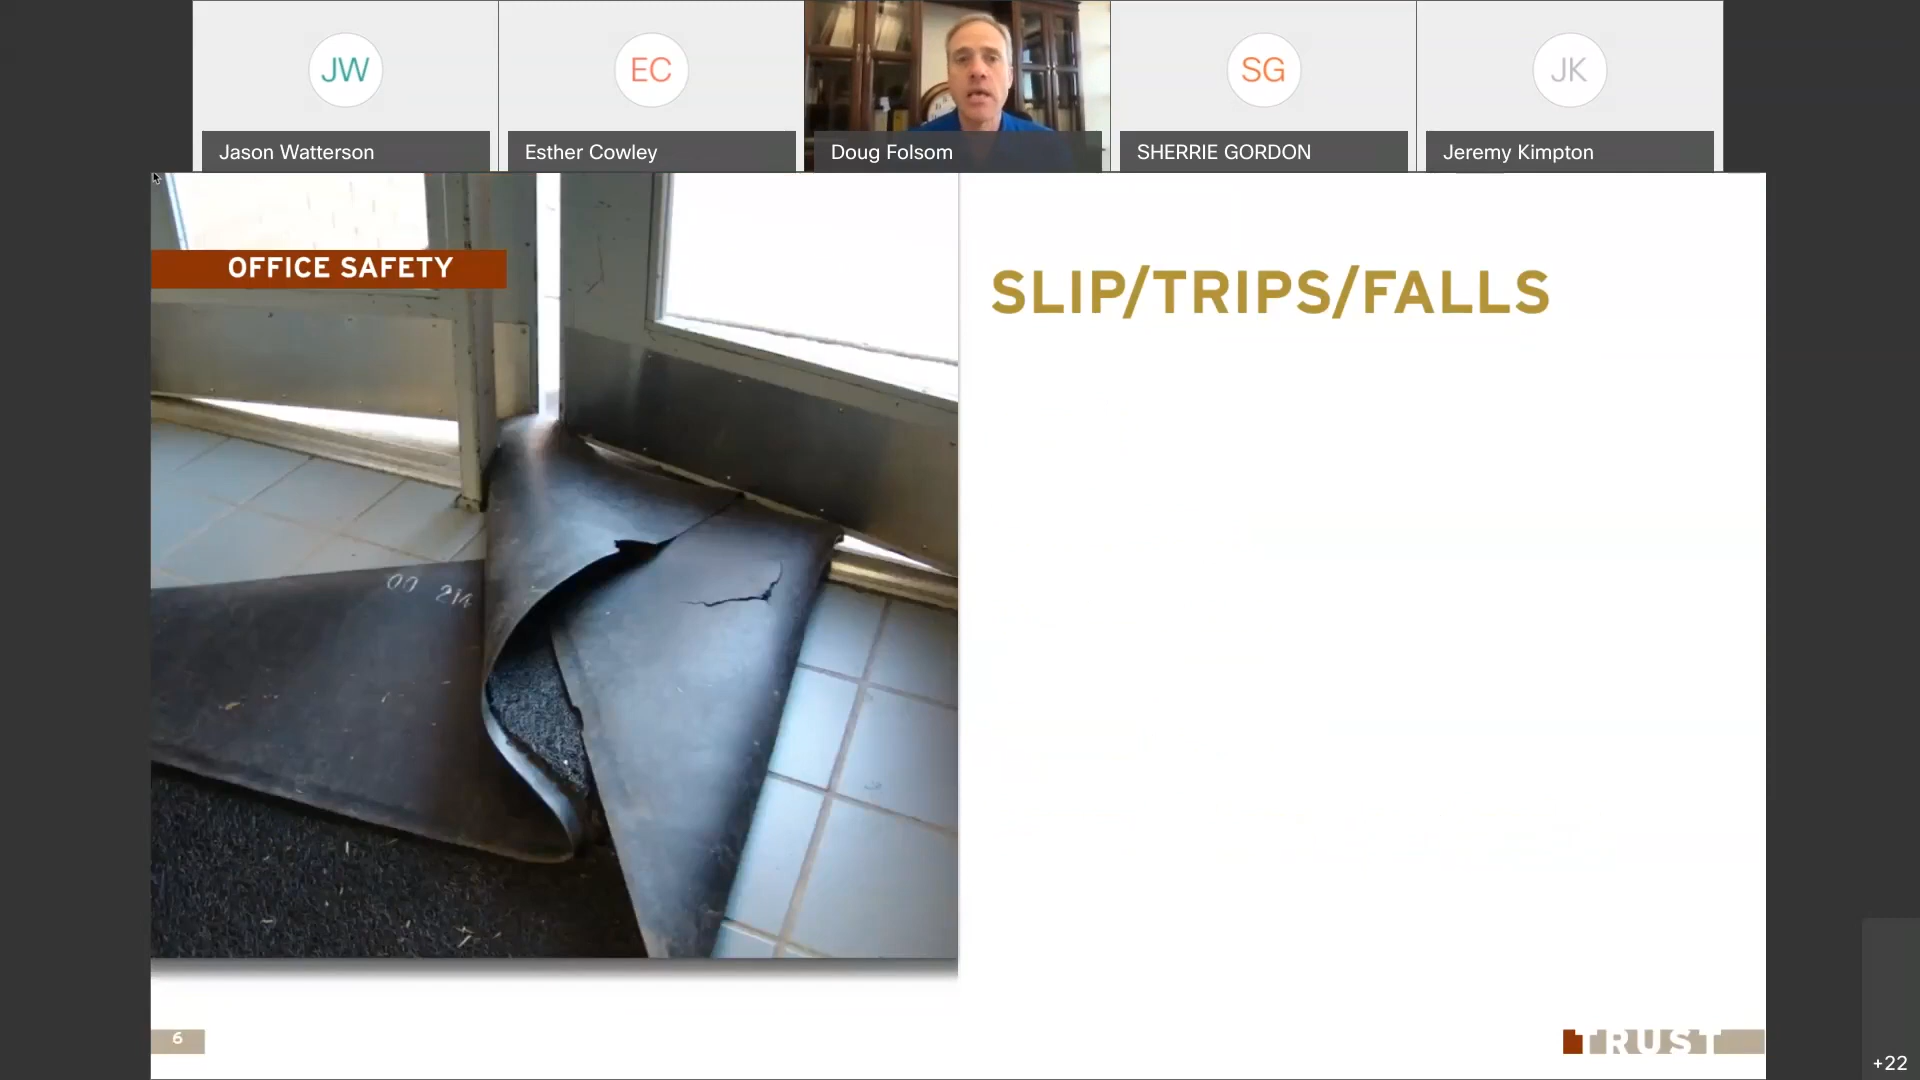 JW
EC
SG
JK
Jason Watterson
Esther Cowley
Doug Folsom
SHERRIE GORDON
Jeremy Kimpton
OFFICE SAFETY
SLIP/TRIPS/FALLS
00 214
6
TRUST
+22